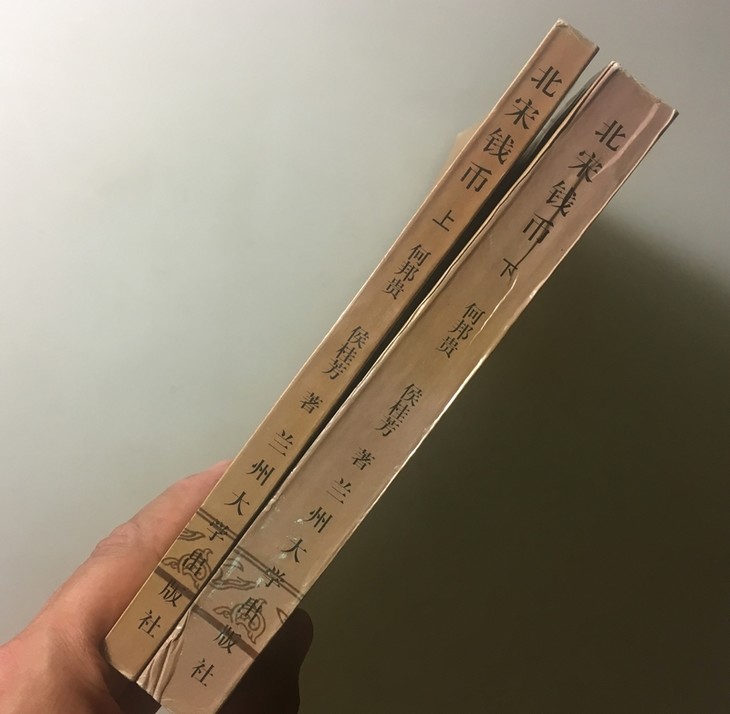 北宋钱币 上 何邦贵 侯桂芳 著 兰州大学出版社
北宋钱币 下 何邦贵 侯桂芳 著 兰州大学出版社